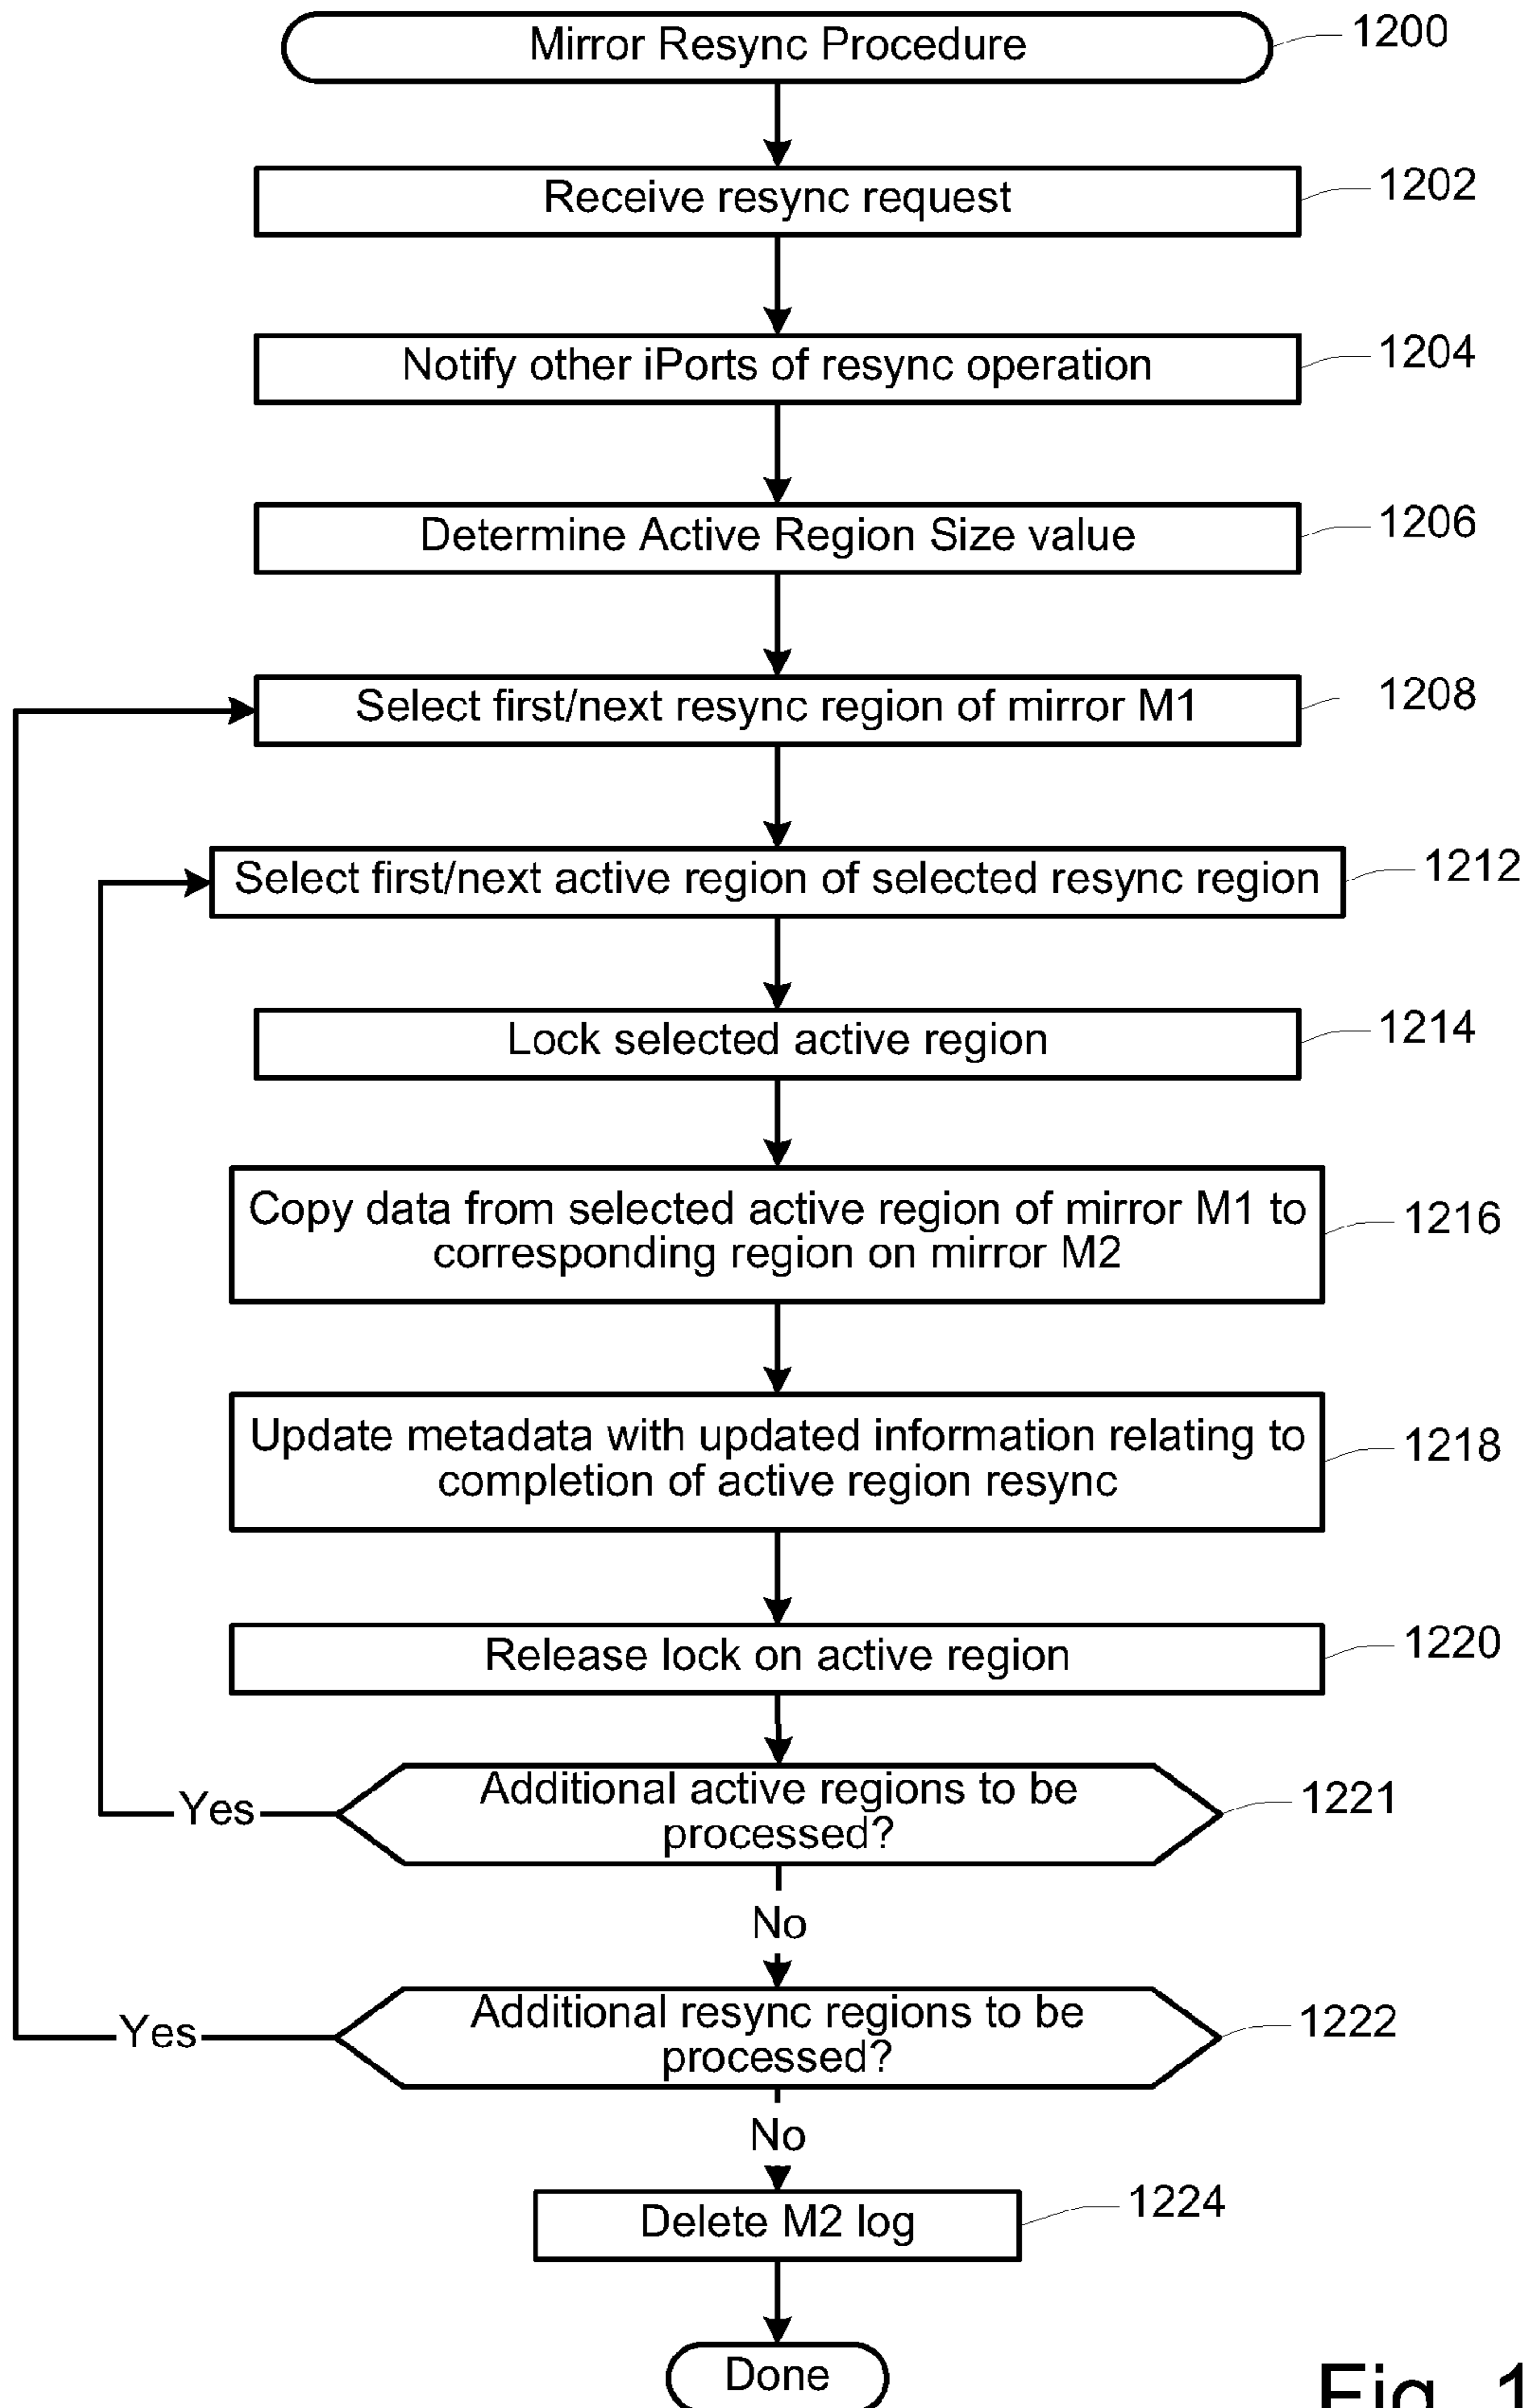 Mirror Resync Procedure
1200
Receive resync request
1202
Notify other iPorts of resync operation
1204
Determine Active Region Size value
1206
Select first/next resync region of mirror M1
1208
Select first/next active region of selected resync region
1212
Lock selected active region
1214
Copy data from selected active region of mirror M1 to
corresponding region on mirror M2
1216
Update metadata with updated information relating to
completion of active region resync
1218
Release lock on active region
1220
Additional active regions to be
processed?
1221
Yes
No
Additional resync regions to be
processed?
1222
Yes
No
Delete M2 log
1224
Done
Fig. 1